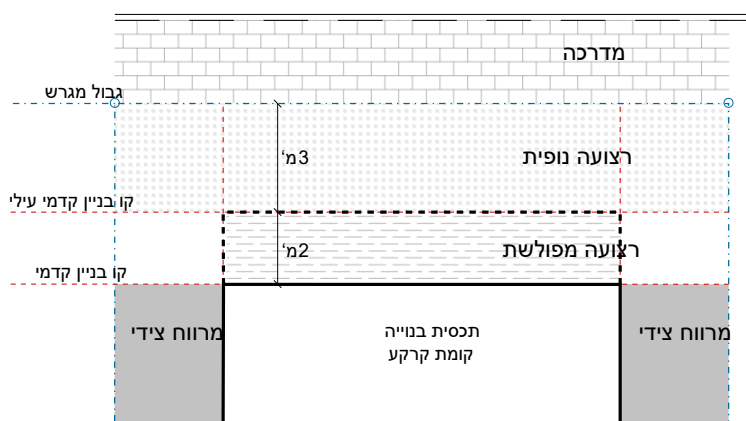 מדרכה
גבול מגרש
3מ'
רצועה נופית
קו בניין קדמי עילי
2מ'
רצועה מפולשת
קו בניין קדמי
מרווח צידי
תכסית בנוייה
קומת קרקע
מרווח צידי